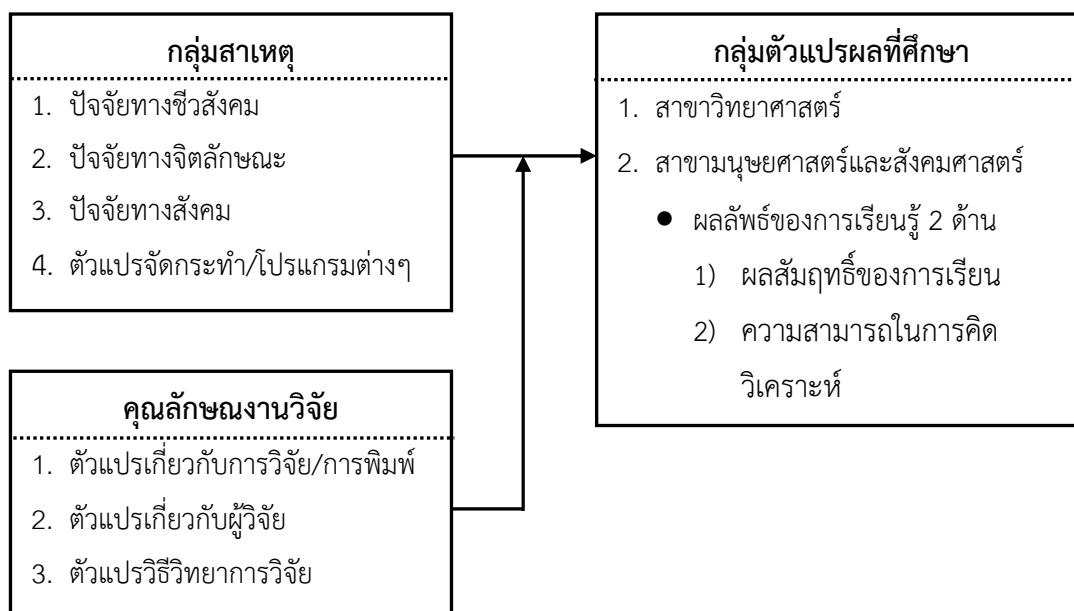 กลุ่มสาเหตุ
1. ปัจจัยทางชีวสังคม
2. ปัจจัยทางจิตลักษณะ
3. ปัจจัยทางสังคม
4. ตัวแปรจัดกระทำ/โปรแกรมต่างๆ
คุณลักษณงานวิจัย
1. ตัวแปรเกี่ยวกับการวิจัย/การพิมพ์
2. ตัวแปรเกี่ยวกับผู้วิจัย
3. ตัวแปรวิธีวิทยาการวิจัย
กลุ่มตัวแปรผลที่ศึกษา
1. สาขาวิทยาศาสตร์
2. สาขามนุษยศาสตร์และสังคมศาสตร์
● ผลลัพธ์ของการเรียนรู้ 2 ด้าน
1) ผลสัมฤทธิ์ของการเรียน
2) ความสามารถในการคิด
วิเคราะห์